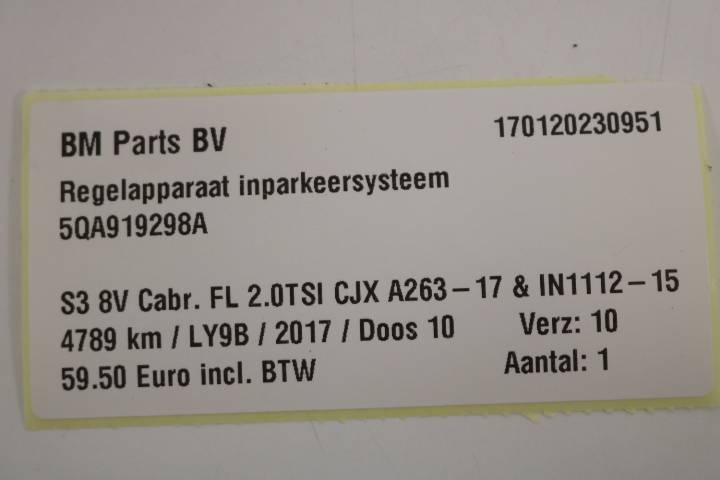 BM Parts BV 170120230951
Regelapparaat inparkeersysteem
5QA919298A
S3 8V Cabr. FL 2.0TSI CJX A263-17 & IN1112-15
4789 km / LY9B / 2017 / Doos 10 Verz: 10
59.50 Euro incl. BTW Aantal: 1